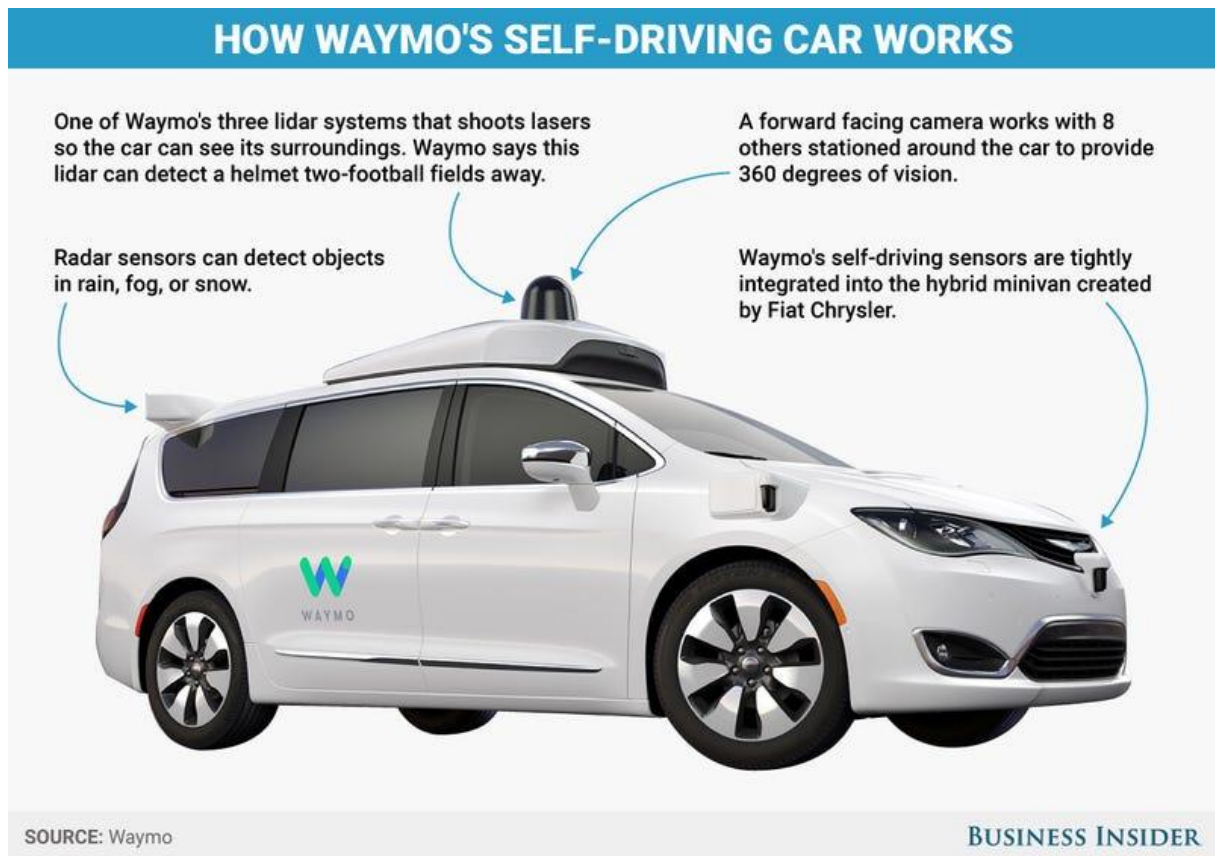 HOW WAYMO'S SELF-DRIVING CAR WORKS
One of Waymo's three lidar systems that shoots lasers
so the car can see its surroundings. Waymo says this
lidar can detect a helmet two-football fields away.
A forward facing camera works with 8
others stationed around the car to provide
360 degrees of vision.
Radar sensors can detect objects
in rain, fog, or snow.
Waymo's self-driving sensors are tightly
integrated into the hybrid minivan created
by Fiat Chrysler.
WAYMO
SOURCE: Waymo
BUSINESS INSIDER